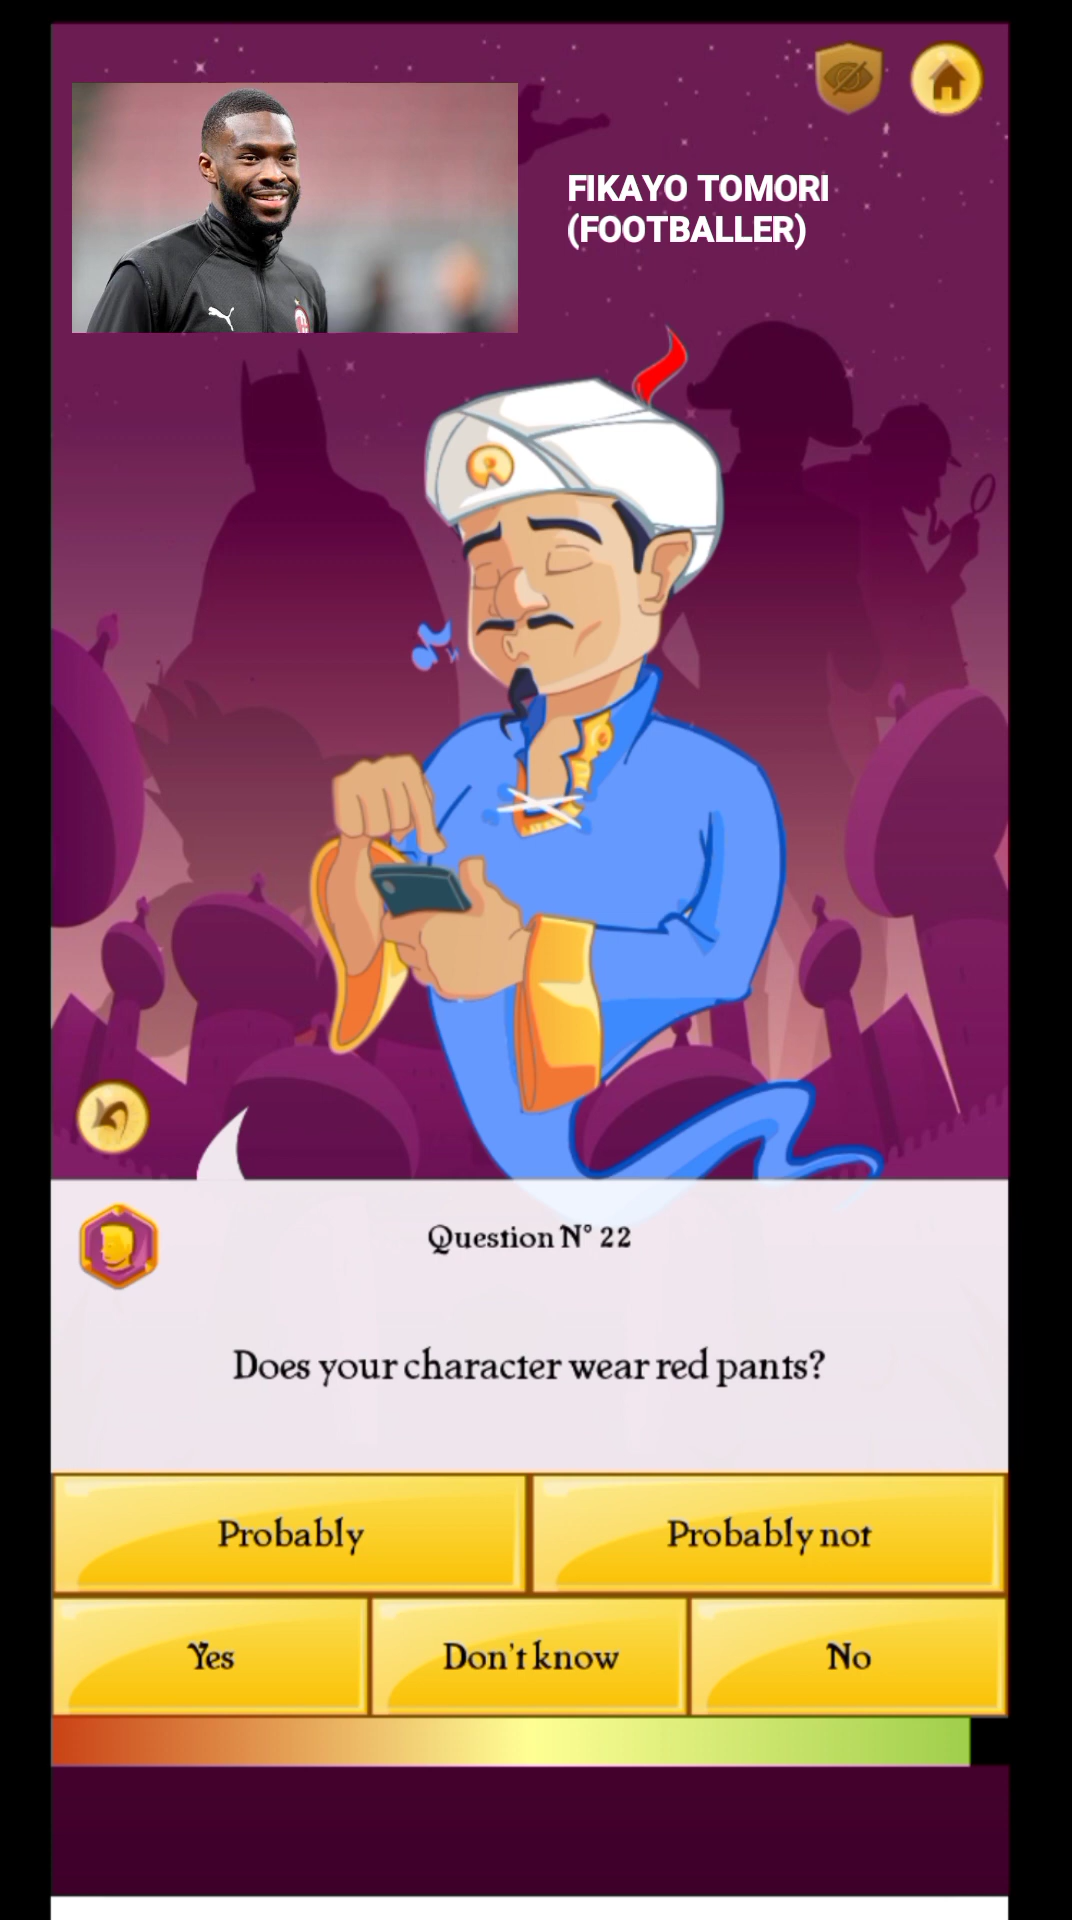 FIKAYO TOMORI
(FOOTBALLER)
Question N° 22
Does your character wear red pants?
Probably
Probably not
Yes
Don't know
No